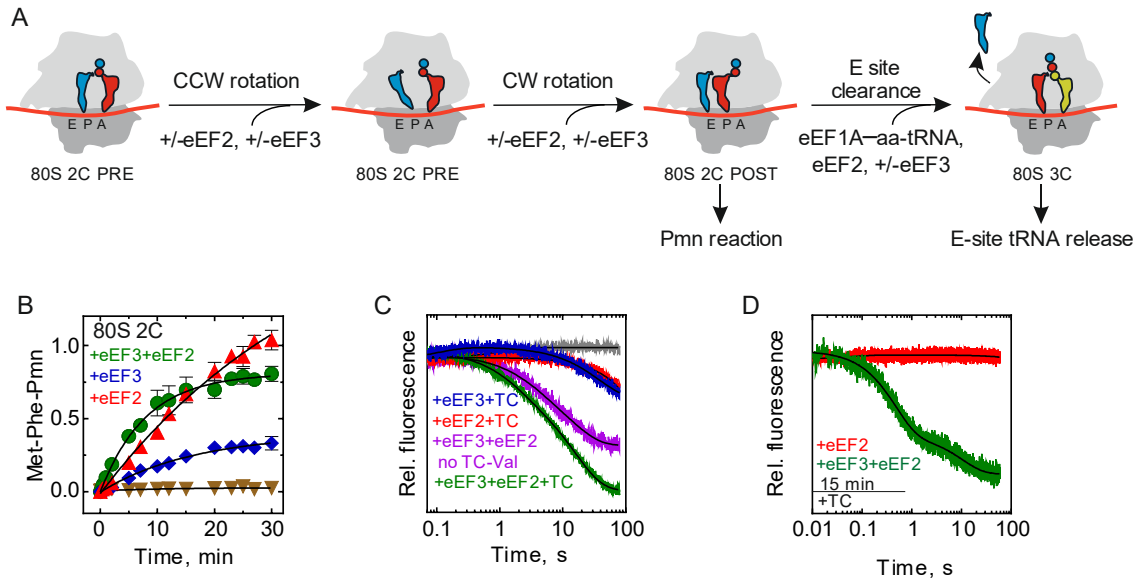 A
CCW rotation
+/-eEF2, +/-eEF3
CW rotation
+/-eEF2, +/-eEF3
E site
clearance
eEF1A—aa-tRNA,
eEF2, +/-eEF3
E P A
E P A
E P A
E P A
80S 2C PRE
80S 2C PRE
80S 2C POST
80S 3C
Pmn reaction
E-site tRNA release
B
80S 2C
+eEF3+eEF2
+eEF3
+eEF2
Met-Phe-Pmn
1.0
0.5
0.0
0
10
20
30
Time, min
C
Rel. fluorescence
+eEF3+TC
+eEF2+TC
+eEF3+eEF2
no TC-Val
+eEF3+eEF2+TC
0.1
1
10
100
Time, s
D
Rel. fluorescence
+eEF2
+eEF3+eEF2
15 min
+TC
0.01
0.1
1
10
100
Time, s